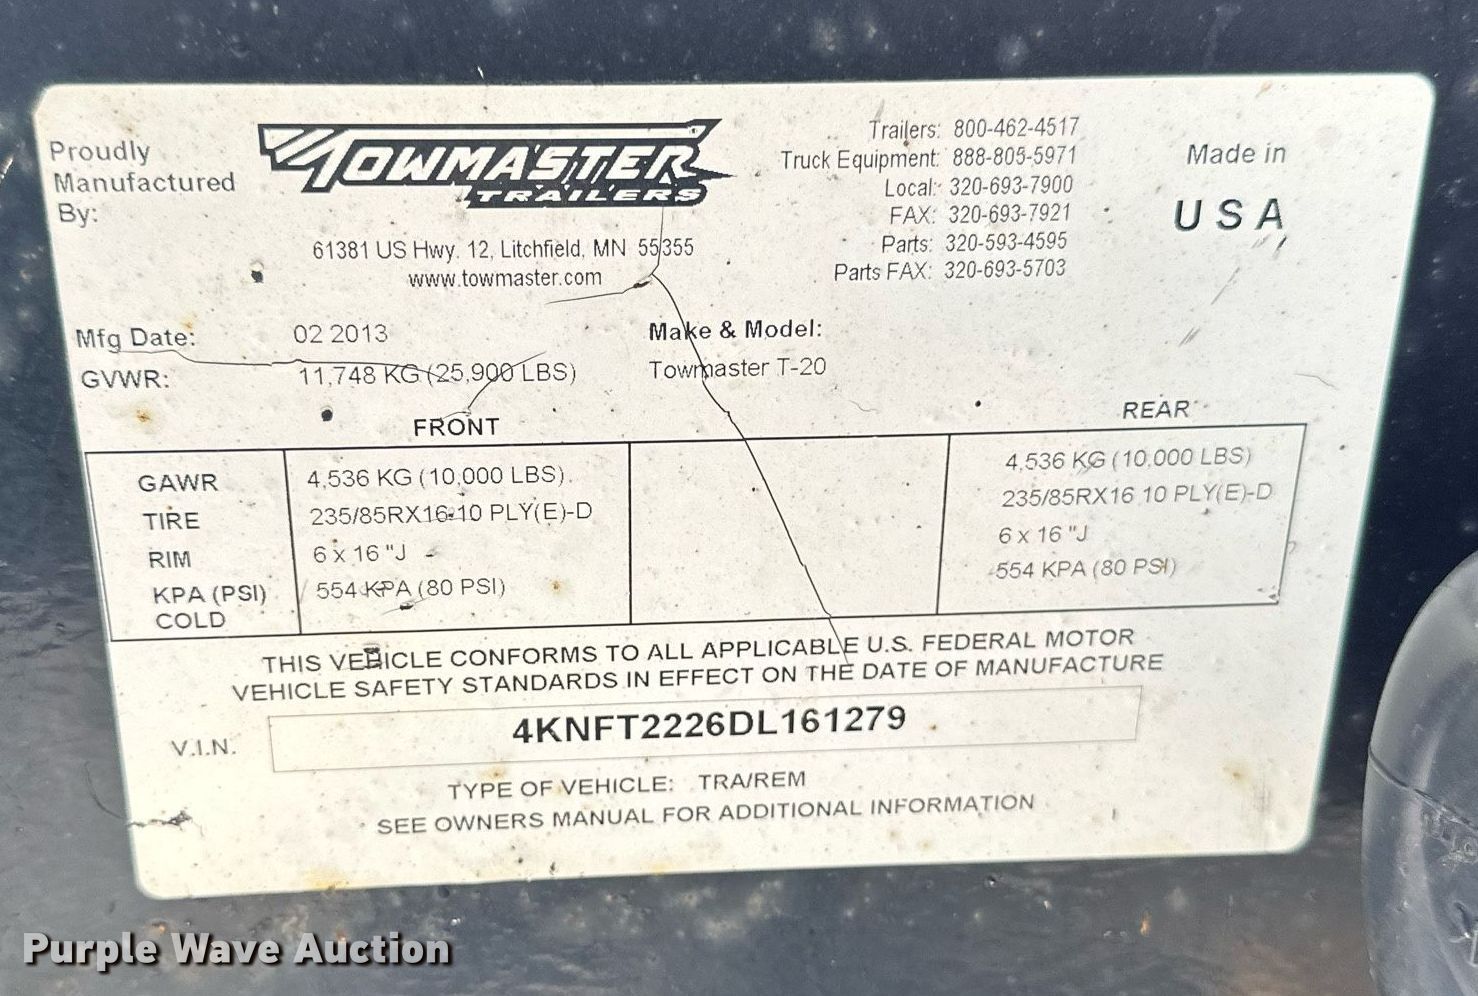 Proudly
Manufactured
By:
TOWMASTER
TRAILERS
61381 US Hwy. 12, Litchfield, MN 55355
www.towmaster.com
Trailers: 800-462-4517
Truck Equipment: 888-805-5971
Local: 320-693-7900
FAX: 320-693-7921
Parts: 320-593-4595
Parts FAX: 320-693-5703
Made in
USA
Mfg Date: 02 2013
Make & Model:
GVWR: 11,748 KG (25,900 LBS)
Towmaster T-20
FRONT
REAR
GAWR 4,536 KG (10,000 LBS) 4,536 KG (10,000 LBS)
TIRE 235/85RX16 10 PLY(E)-D 235/85RX16 10 PLY(E)-D
RIM 6 x 16 "J 6 x 16 "J
KPA (PSI) 554 KPA (80 PSI) 554 KPA (80 PSI)
COLD
THIS VEHICLE CONFORMS TO ALL APPLICABLE U.S. FEDERAL MOTOR
VEHICLE SAFETY STANDARDS IN EFFECT ON THE DATE OF MANUFACTURE
V.I.N. 4KNFT2226DL161279
TYPE OF VEHICLE: TRA/REM
SEE OWNERS MANUAL FOR ADDITIONAL INFORMATION
Purple Wave Auction